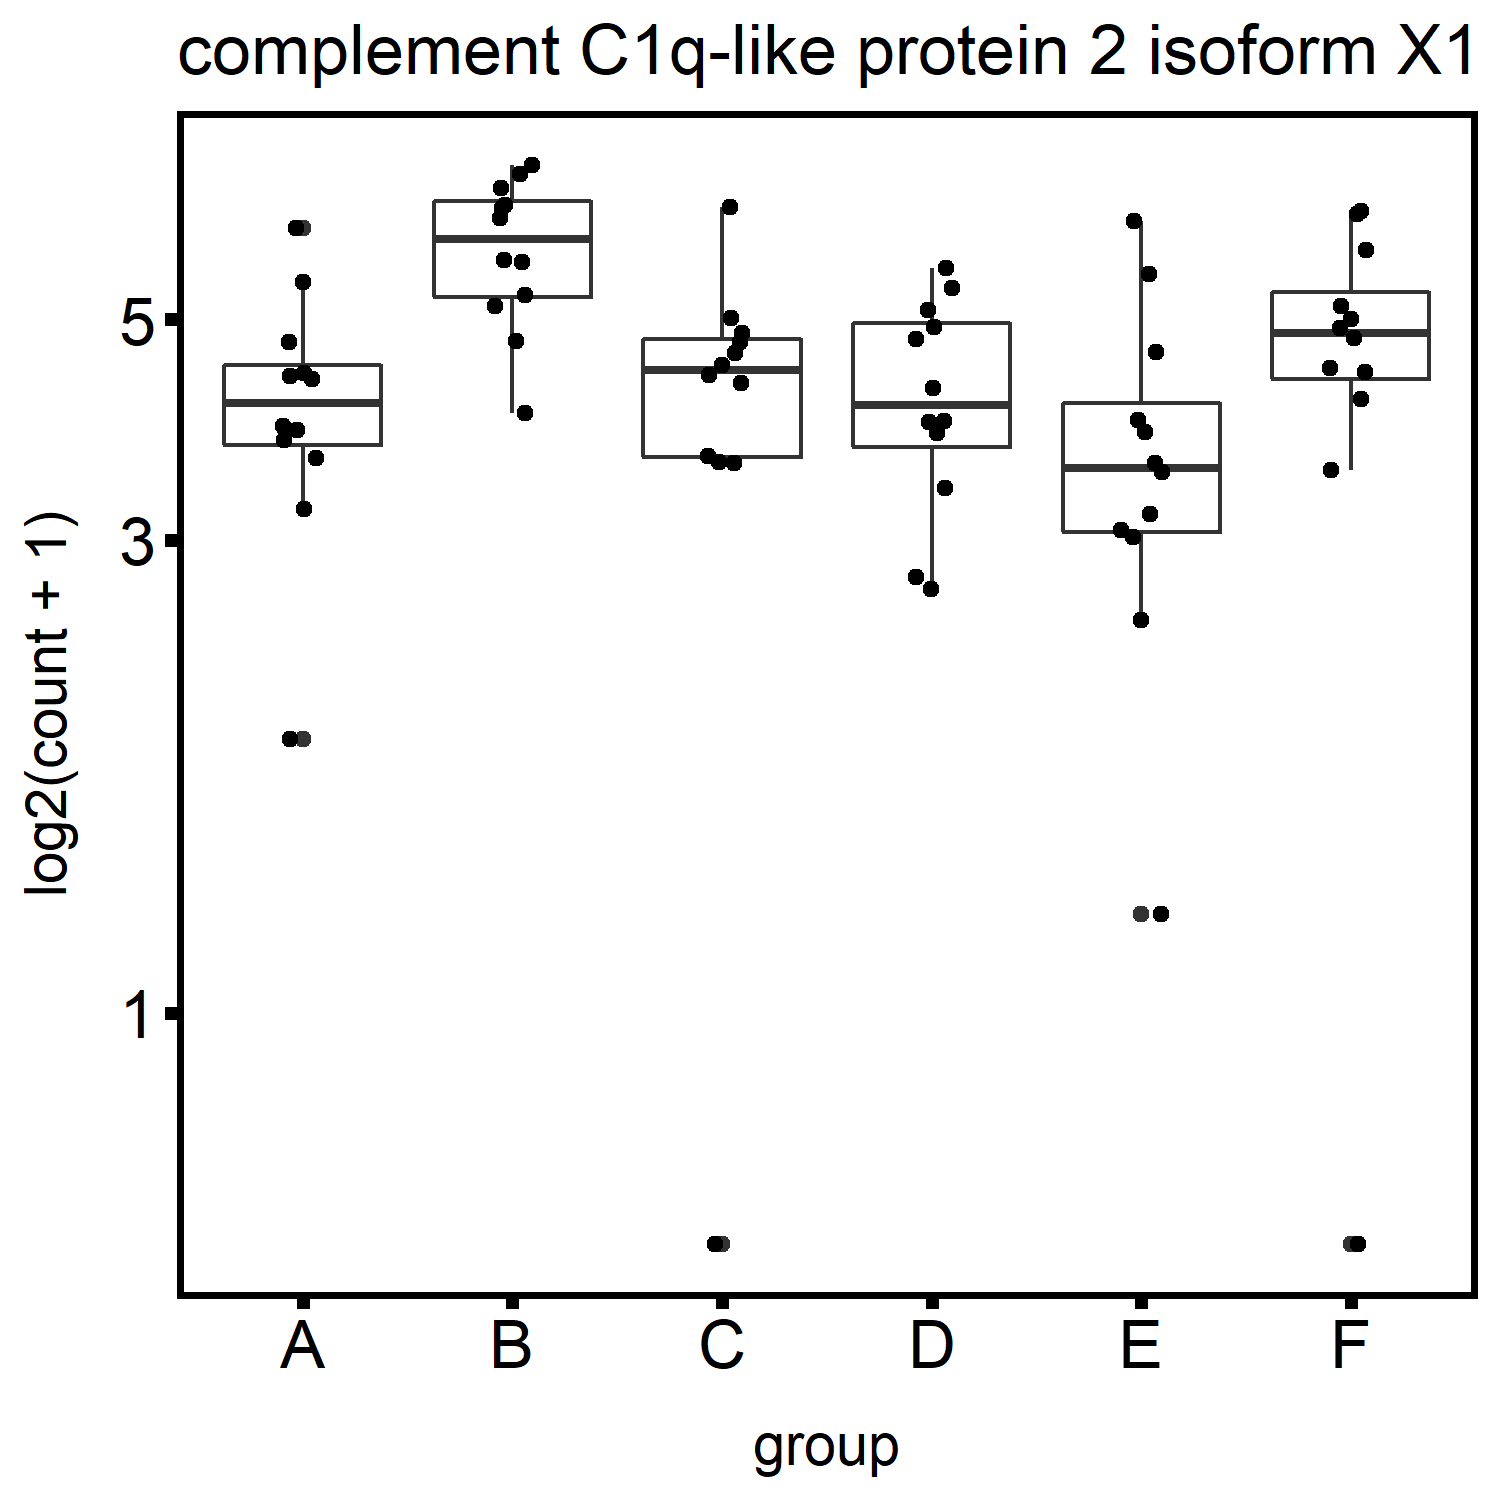 complement C1q-like protein 2 isoform X1
log2(count + 1)
5
3
1
A B C D E F
group